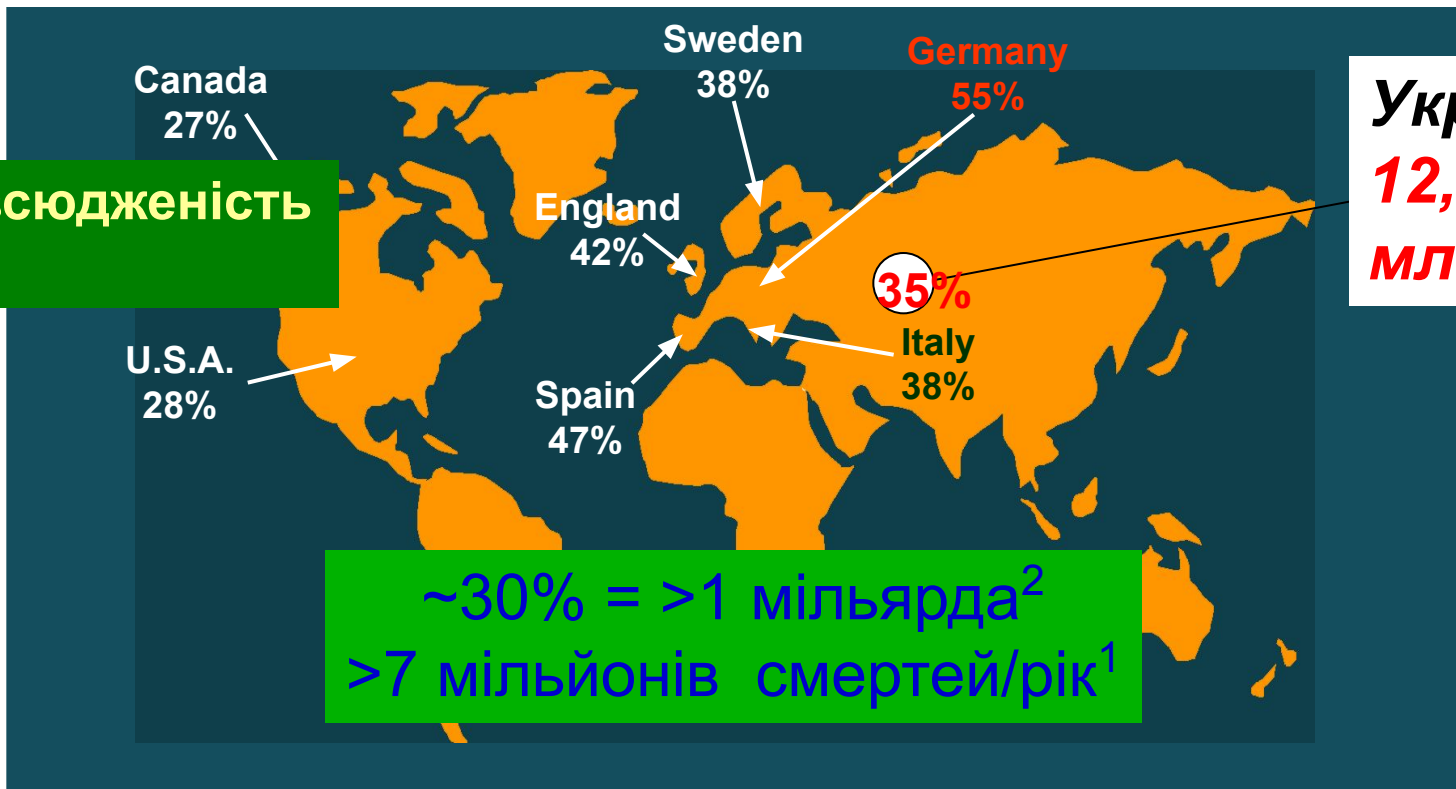 Sweden
38%
Germany
55%
Canada
27%
England
42%
35%
Italy
38%
U.S.A.
28%
Spain
47%
12,
~30% = >1 мільярда²
>7 мільйонів смертей/рік¹